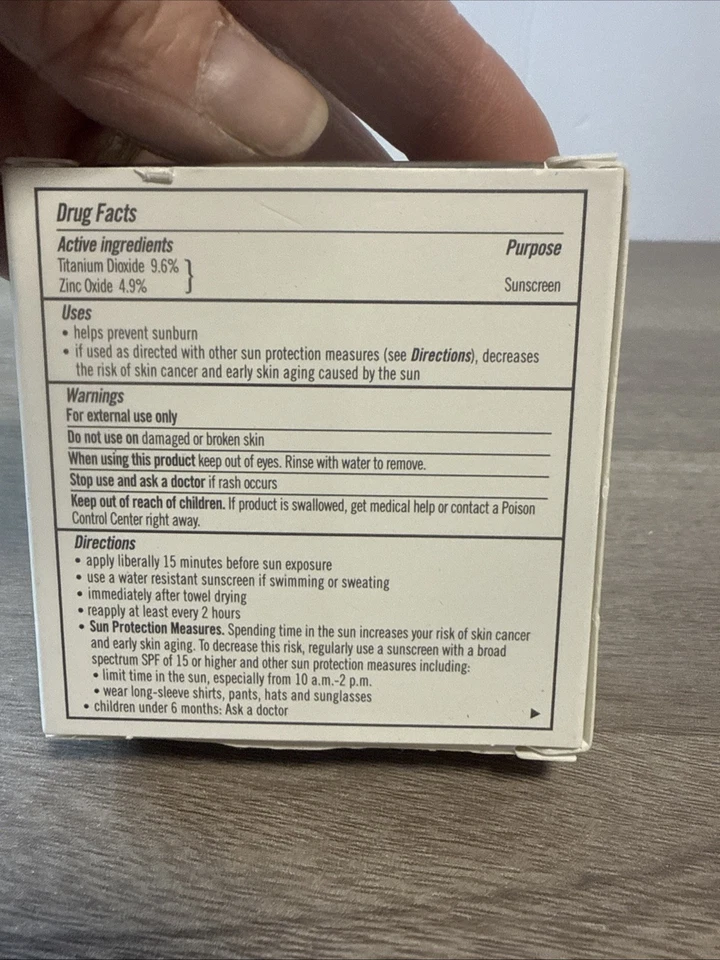 Drug Facts
Active ingredients Purpose
Titanium Dioxide 9.6% }
Zinc Oxide 4.9% Sunscreen
Uses
• helps prevent sunburn
• if used as directed with other sun protection measures (see Directions), decreases
the risk of skin cancer and early skin aging caused by the sun
Warnings
For external use only
Do not use on damaged or broken skin
When using this product keep out of eyes. Rinse with water to remove.
Stop use and ask a doctor if rash occurs
Keep out of reach of children. If product is swallowed, get medical help or contact a Poison
Control Center right away.
Directions
• apply liberally 15 minutes before sun exposure
• use a water resistant sunscreen if swimming or sweating
• immediately after towel drying
• reapply at least every 2 hours
• Sun Protection Measures. Spending time in the sun increases your risk of skin cancer
and early skin aging. To decrease this risk, regularly use a sunscreen with a broad
spectrum SPF of 15 or higher and other sun protection measures including:
• limit time in the sun, especially from 10 a.m.-2 p.m.
• wear long-sleeve shirts, pants, hats and sunglasses
• children under 6 months: Ask a doctor